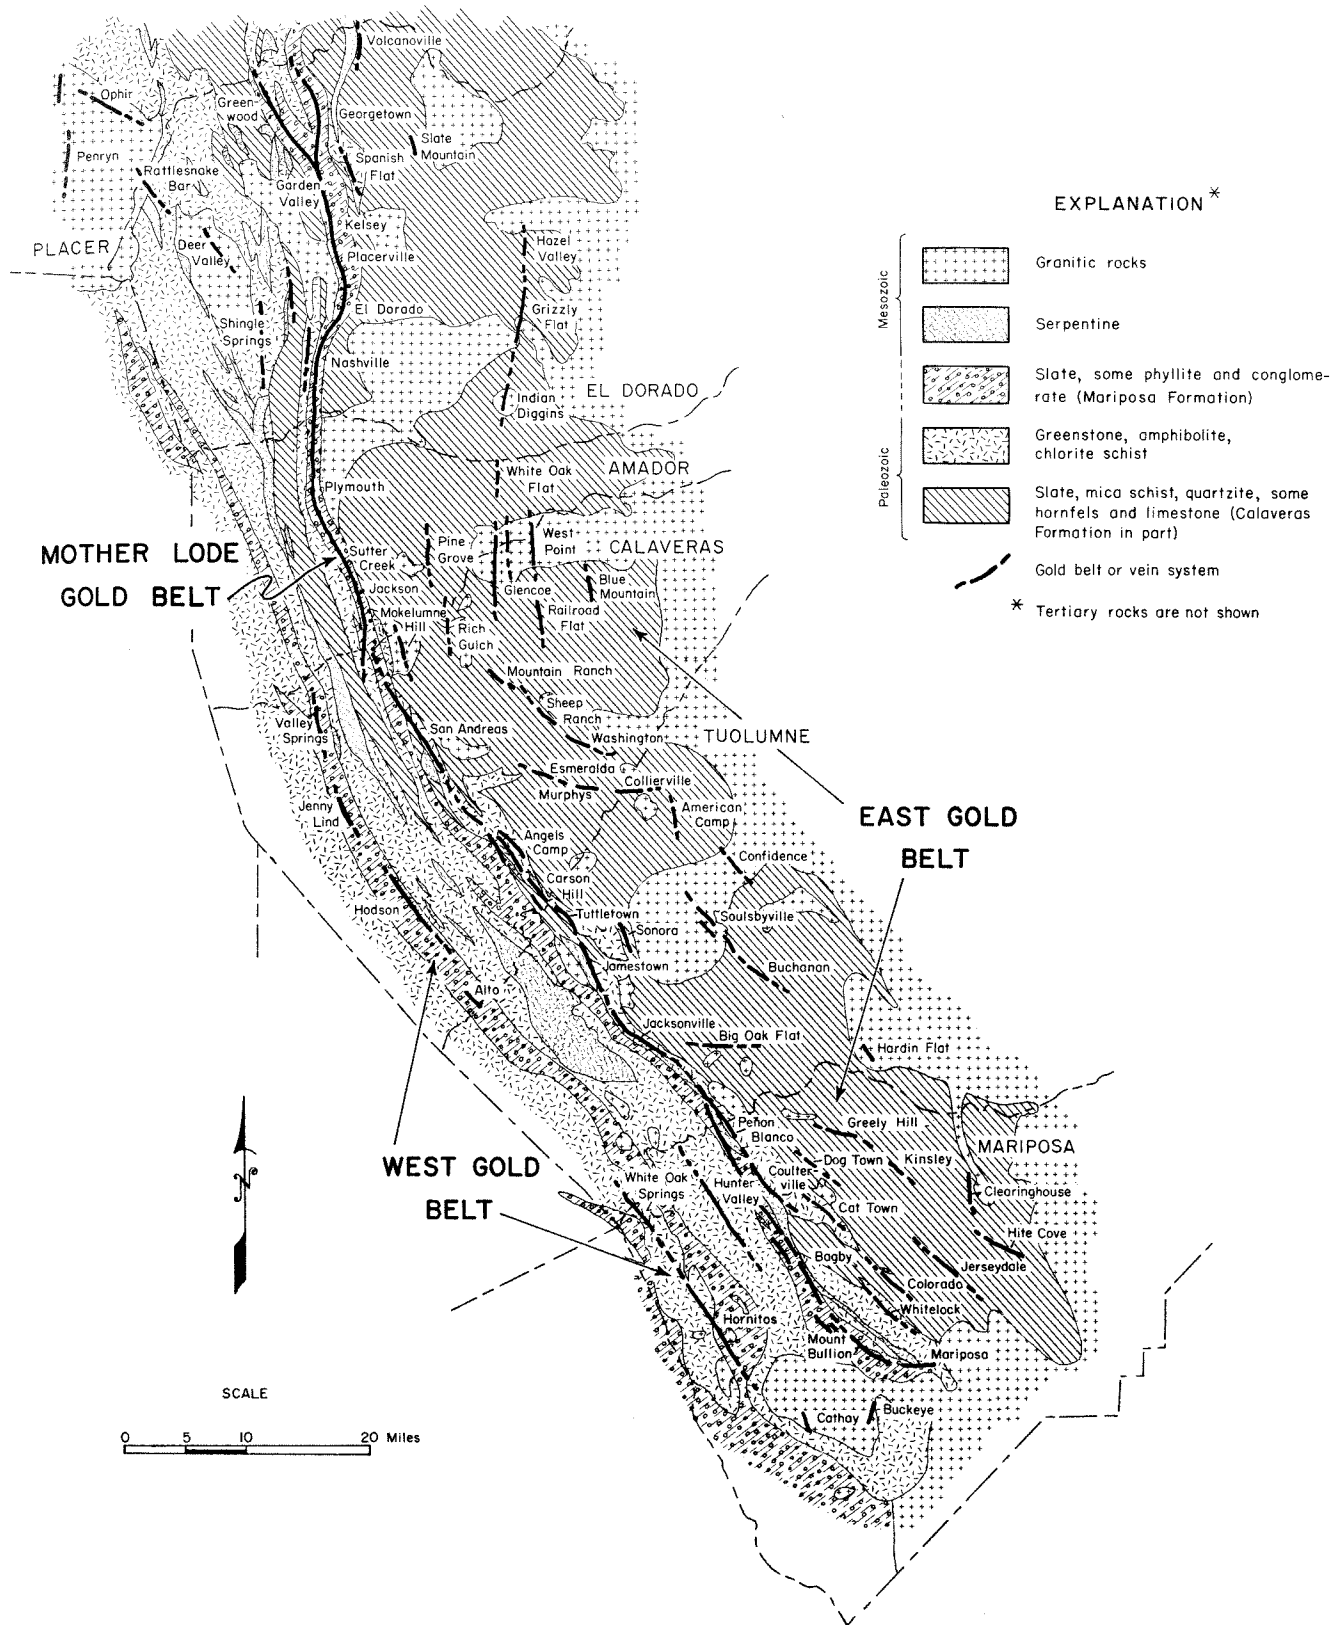 Volcanoville
Ophir
Green-
wood
Georgetown
Slate
Mountain
Penryn
Rattlesnake
Bar
Spanish
Flat
Garden
Valley
Kelsey
PLACER
Deer
Valley
Placerville
Hazel
Valley
El Dorado
Grizzly
Flat
Shingle
Springs
Nashville
Indian
Diggins
EL DORADO
White Oak
Flat
AMADOR
Plymouth
MOTHER LODE
GOLD BELT
Sutter
Creek
Pine
Grove
West
Point
CALAVERAS
Jackson
Glencoe
Blue
Mountain
Mokelumne
Hill
Railroad
Flat
Rich
Gulch
Mountain Ranch
Sheep
Ranch
Valley
Springs
San Andreas
Washington
TUOLUMNE
Esmeralda
Collierville
Murphys
Jenny
Lind
American
Camp
EAST GOLD
BELT
Angels
Camp
Confidence
Carson
Hill
Hodson
Tuttletown
Sonora
Soulsbyville
Jamestown
Buchanan
Alto
Jacksonville
Big Oak Flat
Hardin Flat
Peñon
Blanco
Greely Hill
MARIPOSA
WEST GOLD
BELT
White Oak
Springs
Hunter
Valley
Coulter-
ville
Dog Town
Kinsley
Clearinghouse
Cat Town
Hite Cove
Bagby
Jerseydale
Colorado
Whitelock
Hornitos
Mount
Bullion
Mariposa
Cathay
Buckeye
N
SCALE
0 5 10 20 Miles
EXPLANATION *
Mesozoic
Paleozoic
Granitic rocks
Serpentine
Slate, some phyllite and conglome-
rate (Mariposa Formation)
Greenstone, amphibolite,
chlorite schist
Slate, mica schist, quartzite, some
hornfels and limestone (Calaveras
Formation in part)
Gold belt or vein system
* Tertiary rocks are not shown